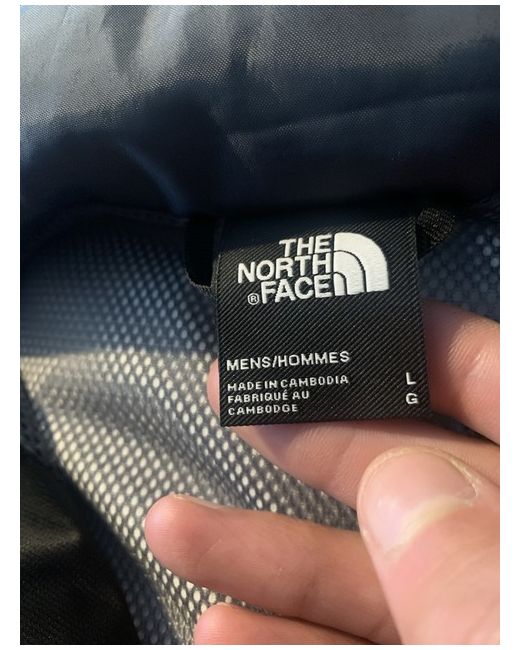 THE
NORTH
®FACE
MENS/HOMMES
MADE IN CAMBODIA
FABRIQUÉ AU
CAMBODGE
L
G